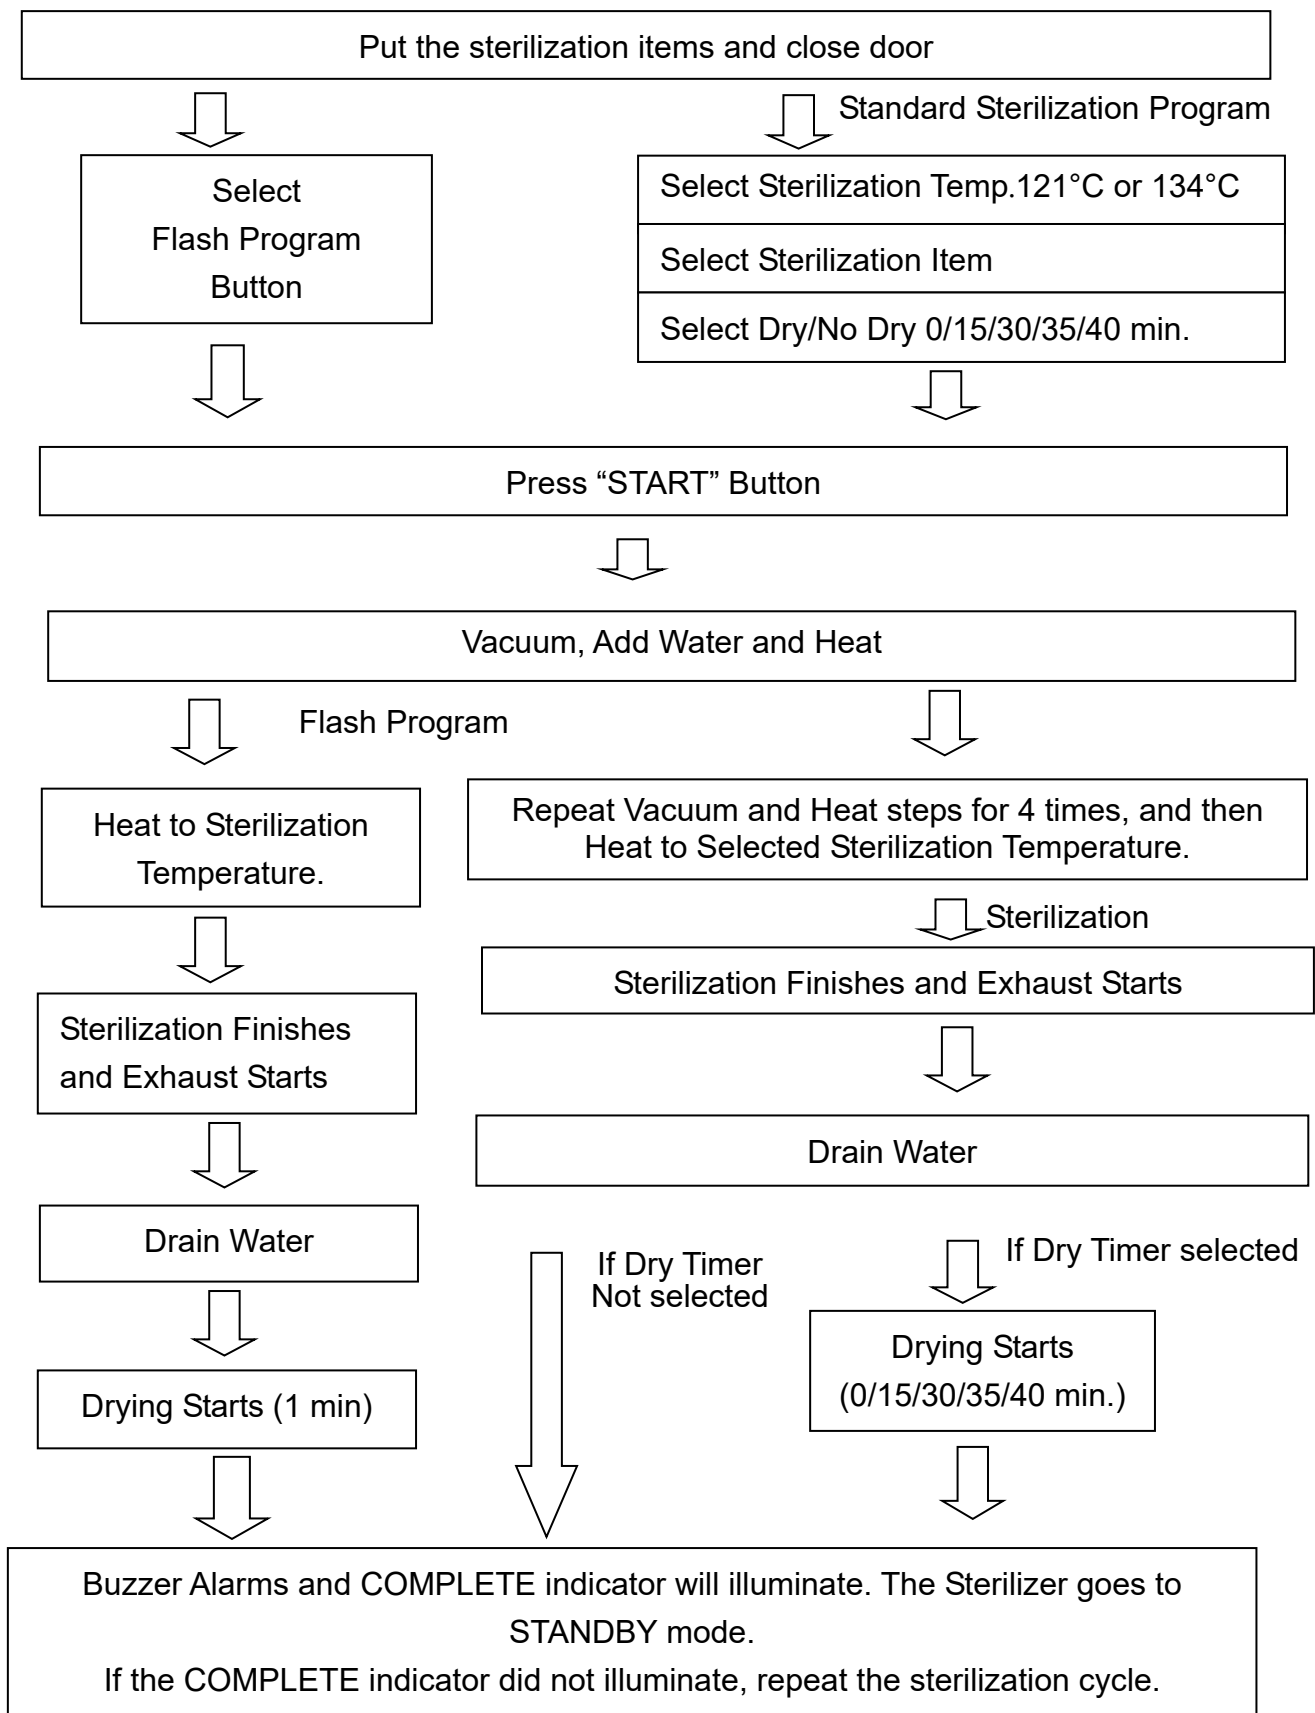 Put the sterilization items and close door
Standard Sterilization Program
Select
Flash Program
Button
Select Sterilization Temp.121°C or 134°C
Select Sterilization Item
Select Dry/No Dry 0/15/30/35/40 min.
Press “START” Button
Vacuum, Add Water and Heat
Flash Program
Heat to Sterilization
Temperature.
Repeat Vacuum and Heat steps for 4 times, and then
Heat to Selected Sterilization Temperature.
Sterilization
Sterilization Finishes
and Exhaust Starts
Sterilization Finishes and Exhaust Starts
Drain Water
Drain Water
If Dry Timer
Not selected
If Dry Timer selected
Drying Starts (1 min)
Drying Starts
(0/15/30/35/40 min.)
Buzzer Alarms and COMPLETE indicator will illuminate. The Sterilizer goes to
STANDBY mode.
If the COMPLETE indicator did not illuminate, repeat the sterilization cycle.